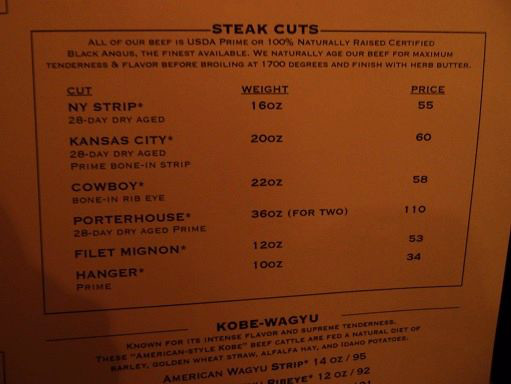 STEAK CUTS
ALL OF OUR BEEF IS USDA PRIME OR 100% NATURALLY RAISED CERTIFIED
BLACK ANGUS, THE FINEST AVAILABLE. WE NATURALLY AGE OUR BEEF FOR MAXIMUM
TENDERNESS & FLAVOR BEFORE BROILING AT 1700 DEGREES AND FINISH WITH HERB BUTTER.
CUT WEIGHT PRICE
NY STRIP* 16OZ 55
28-DAY DRY AGED
KANSAS CITY* 20OZ 60
28-DAY DRY AGED
PRIME BONE-IN STRIP
COWBOY* 22OZ 58
BONE-IN RIB EYE
PORTERHOUSE* 36OZ (FOR TWO) 110
28-DAY DRY AGED PRIME
FILET MIGNON* 12OZ 53
HANGER* 10OZ 34
PRIME
KOBE-WAGYU
KNOWN FOR ITS INTENSE FLAVOR AND SUPREME TENDERNESS,
THESE "AMERICAN-STYLE KOBE" BEEF CATTLE ARE FED A NATURAL DIET OF
BARLEY, GOLDEN WHEAT STRAW, ALFALFA HAY, AND IDAHO POTATOES.
AMERICAN WAGYU STRIP* 14 OZ / 95
RIBEYE* 12 OZ / 92